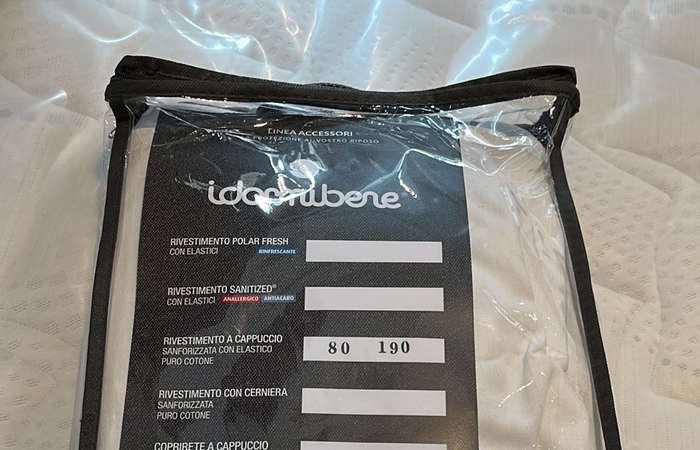 LINEA ACCESSORI
PROTEZIONE AL VOSTRO RIPOSO
idormibene
RIVESTIMENTO POLAR FRESH
CON ELASTICI RINFRESCANTE
RIVESTIMENTO SANITIZED®
CON ELASTICI ANALLERGICO ANTIACARO
RIVESTIMENTO A CAPPUCCIO
SANFORIZZATA CON ELASTICO
PURO COTONE
80 190
RIVESTIMENTO CON CERNIERA
SANFORIZZATA
PURO COTONE
COPRIRETE A CAPPUCCIO